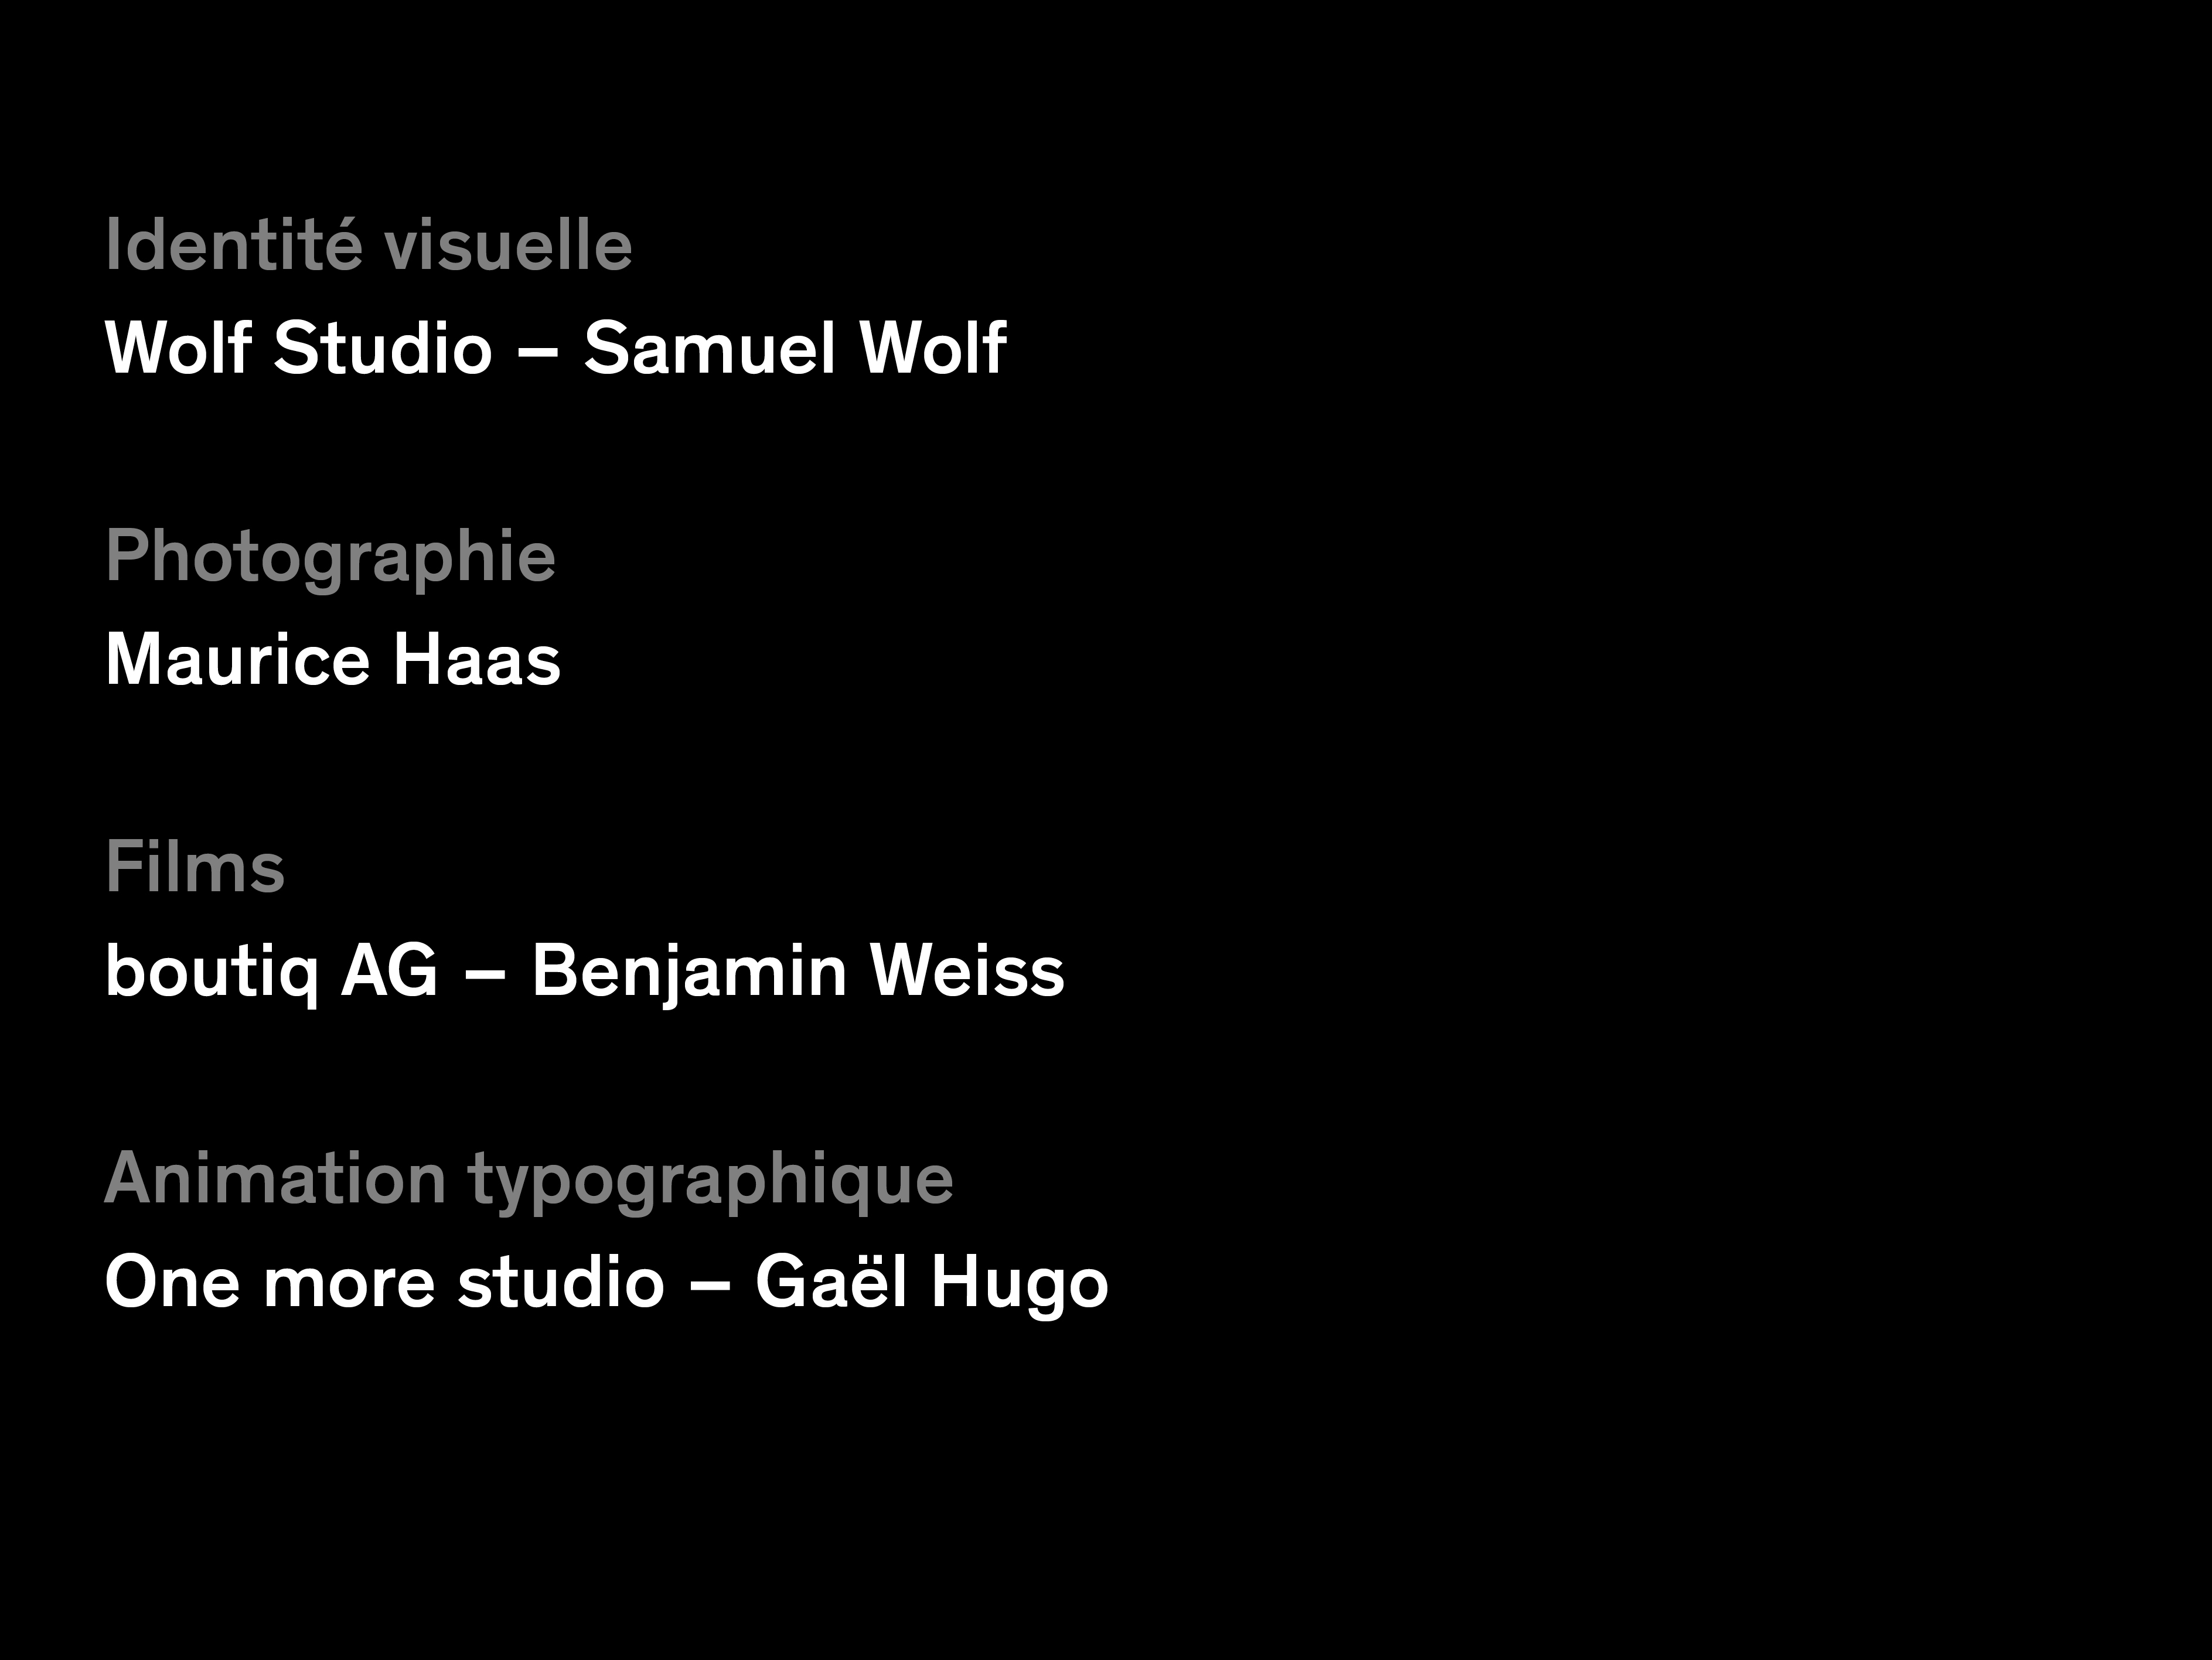 Identité visuelle
Wolf Studio – Samuel Wolf
Photographie
Maurice Haas
Films
boutiq AG – Benjamin Weiss
Animation typographique
One more studio – Gaël Hugo